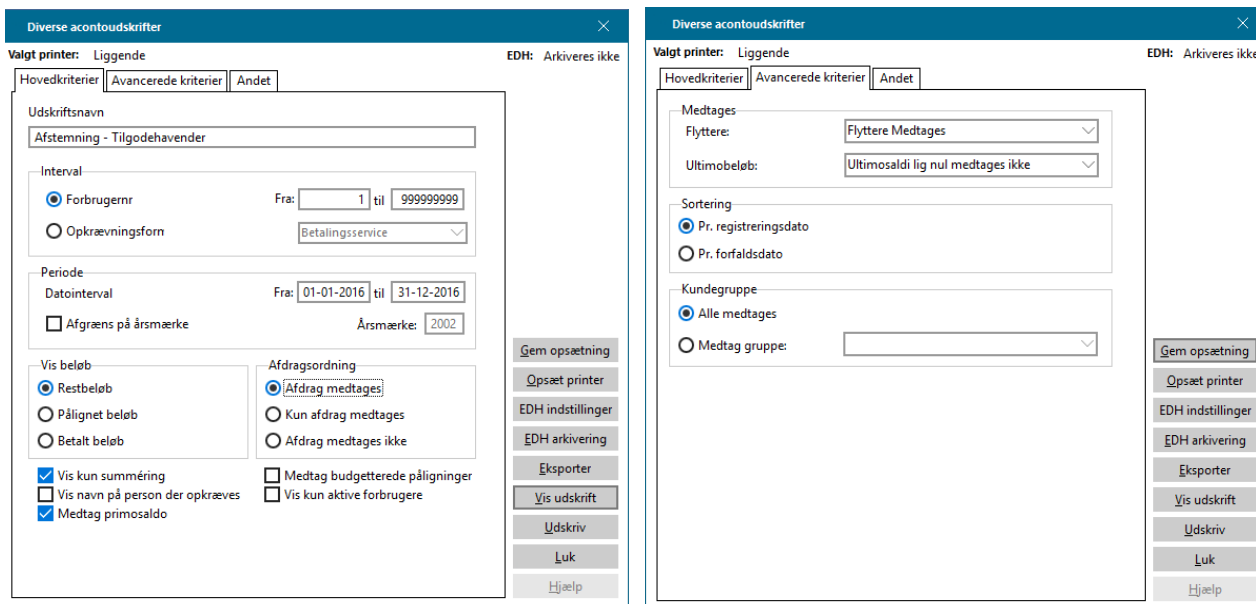 Diverse acontoudskrifter
Valgt printer: Liggende EDH: Arkiveres ikke
Hovedkriterier Avancerede kriterier Andet
Udskriftsnavn
Afstemning - Tilgodehavender
Interval
Forbrugernr Fra: 1 til 999999999
Opkrævningsforn Betalingsservice
Periode
Datointerval Fra: 01-01-2016 til 31-12-2016
Afgræns på årsmærke Årsmærke: 2002
Vis beløb Afdragsordning
Restbeløb Afdrag medtages
Pålignet beløb Kun afdrag medtages
Betalt beløb Afdrag medtages ikke
Vis kun summéring Medtag budgetterede påligninger
Vis navn på person der opkræves Vis kun aktive forbrugere
Medtag primosaldo
Gem opsætning
Opsæt printer
EDH indstillinger
EDH arkivering
Eksporter
Vis udskrift
Udskriv
Luk
Hjælp
Diverse acontoudskrifter
Valgt printer: Liggende EDH: Arkiveres ikke
Hovedkriterier Avancerede kriterier Andet
Medtages
Flyttere: Flyttere Medtages
Ultimobeløb: Ultimosaldi lig nul medtages ikke
Sortering
Pr. registreringsdato
Pr. forfaldsdato
Kundegruppe
Alle medtages
Medtag gruppe:
Gem opsætning
Opsæt printer
EDH indstillinger
EDH arkivering
Eksporter
Vis udskrift
Udskriv
Luk
Hjælp